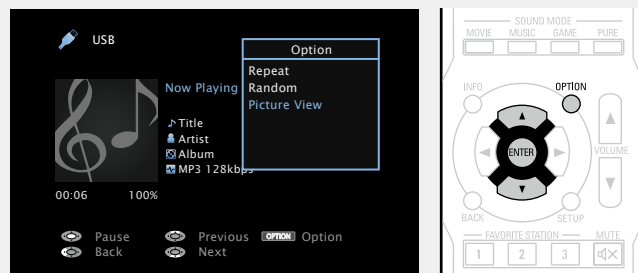 USB
Option
Repeat
Random
Picture View
Now Playing
Title
Artist
Album
MP3 128kbps
00:06 100%
Pause Previous OPTION Option
Back Next
SOUND MODE
MOVIE MUSIC GAME PURE
INFO OPTION
ENTER
VOLUME
BACK SETUP
FAVORITE STATION MUTE
1 2 3